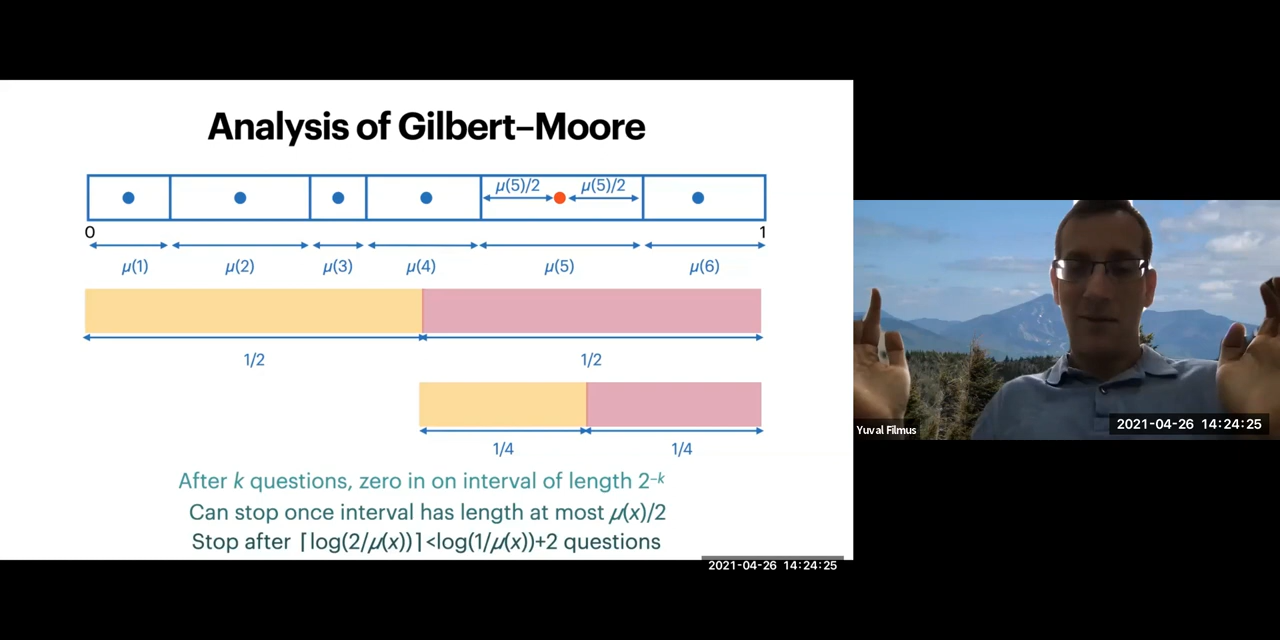 Analysis of Gilbert–Moore
μ(5)/2 μ(5)/2
0 1
μ(1) μ(2) μ(3) μ(4) μ(5) μ(6)
1/2 1/2
1/4 1/4
After k questions, zero in on interval of length 2⁻ᵏ
Can stop once interval has length at most μ(x)/2
Stop after ⌈log(2/μ(x))⌉<log(1/μ(x))+2 questions
2021-04-26 14:24:25
Yuval Filmus
2021-04-26 14:24:25